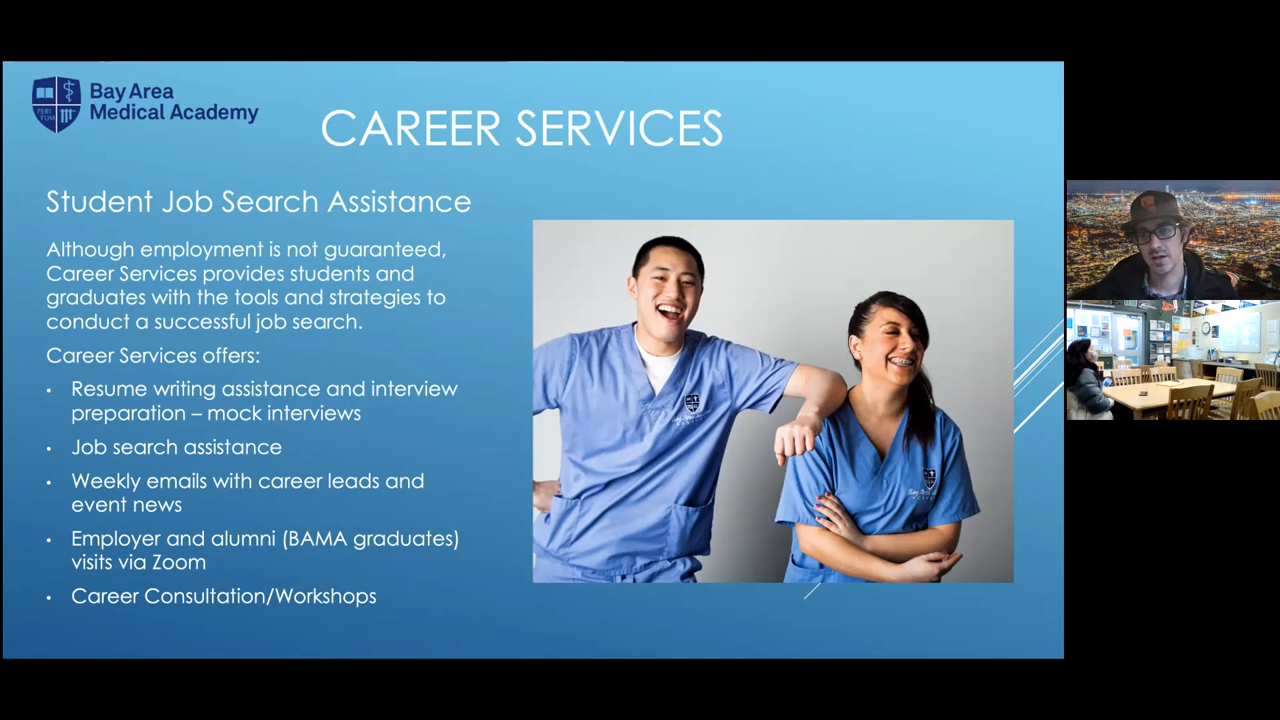 Bay Area
Medical Academy
CAREER SERVICES
Student Job Search Assistance
Although employment is not guaranteed,
Career Services provides students and
graduates with the tools and strategies to
conduct a successful job search.
Career Services offers:
• Resume writing assistance and interview
preparation – mock interviews
• Job search assistance
• Weekly emails with career leads and
event news
• Employer and alumni (BAMA graduates)
visits via Zoom
• Career Consultation/Workshops